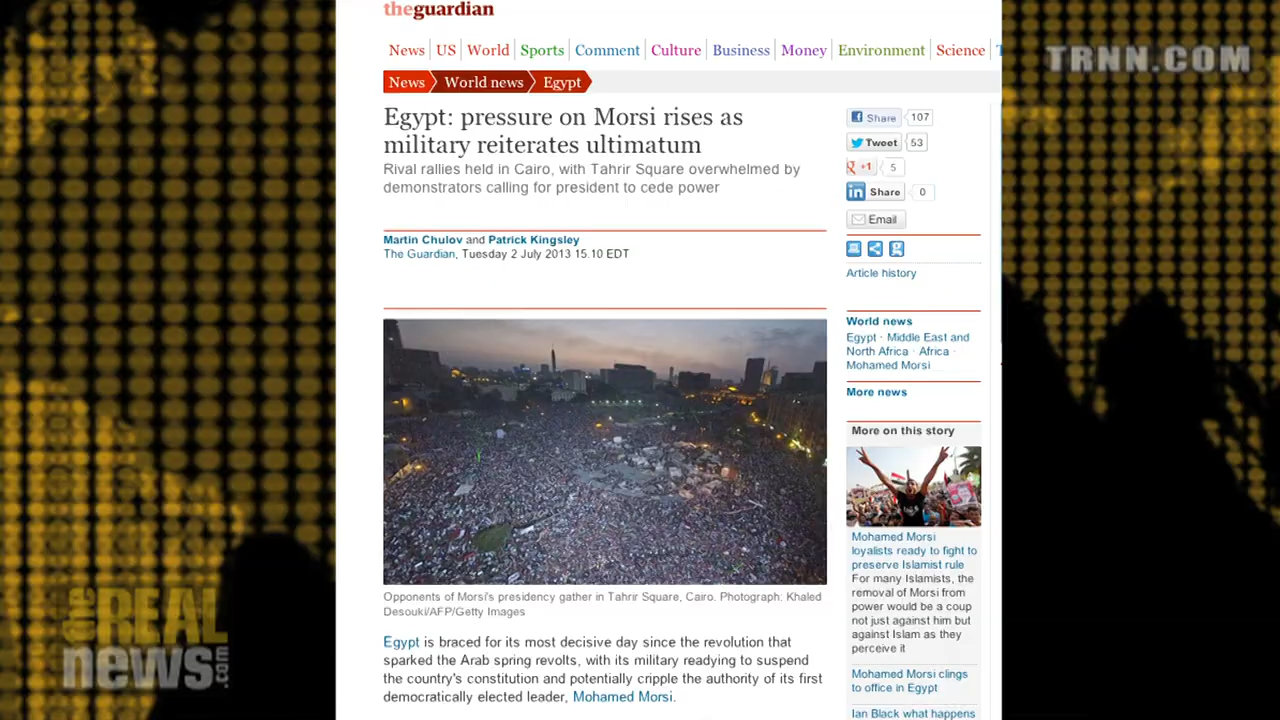 theguardian
TRNN.COM
News US World Sports Comment Culture Business Money Environment Science
News World news Egypt
Egypt: pressure on Morsi rises as
military reiterates ultimatum
Rival rallies held in Cairo, with Tahrir Square overwhelmed by
demonstrators calling for president to cede power
Martin Chulov and Patrick Kingsley
The Guardian, Tuesday 2 July 2013 15.10 EDT
Opponents of Morsi's presidency gather in Tahrir Square, Cairo. Photograph: Khaled
Desouki/AFP/Getty Images
Egypt is braced for its most decisive day since the revolution that
sparked the Arab spring revolts, with its military readying to suspend
the country's constitution and potentially cripple the authority of its first
democratically elected leader, Mohamed Morsi.
Share 107
Tweet 53
+1 5
in Share 0
Email
Article history
World news
Egypt · Middle East and
North Africa · Africa ·
Mohamed Morsi
More news
More on this story
Mohamed Morsi
loyalists ready to fight to
preserve Islamist rule
For many Islamists, the
removal of Morsi from
power would be a coup
not just against him but
against Islam as they
perceive it
Mohamed Morsi clings
to office in Egypt
Ian Black what happens
the REAL
news.com